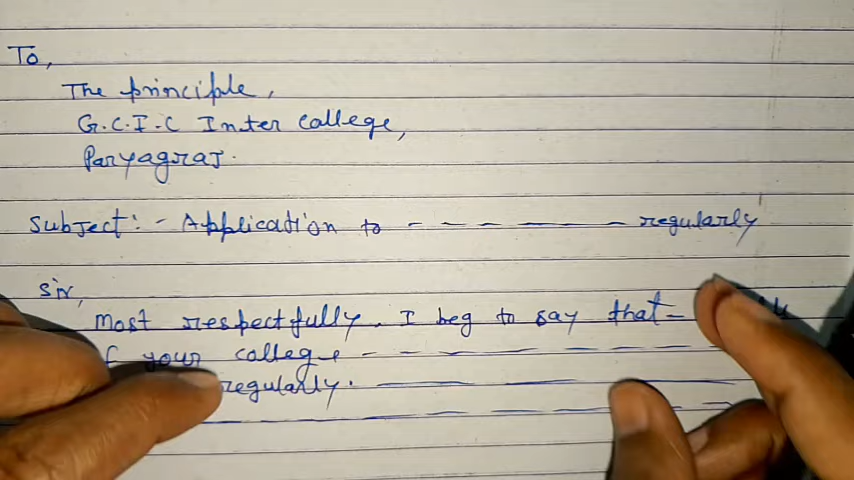 To,
The principle,
G.C.I.C Inter college,
Paryagraj.
Subject:- Application to - - - - - - - regularly
Sir,
Most respectfully. I beg to say that -
f your college - - - - - - -
regularly. - - - - -